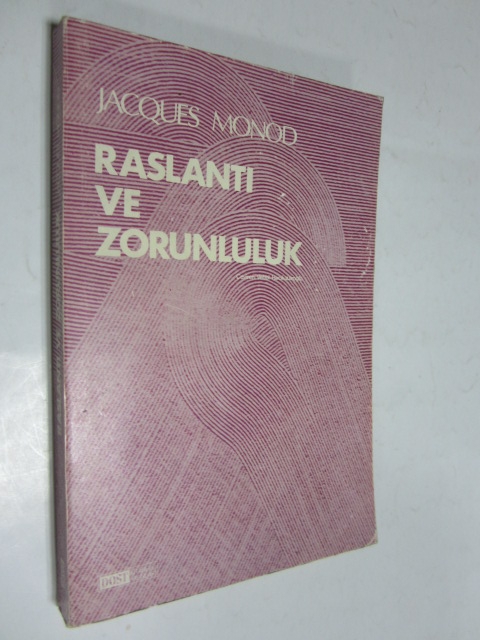 JACQUES MONOD
RASLANTI
VE
ZORUNLULUK
DOST